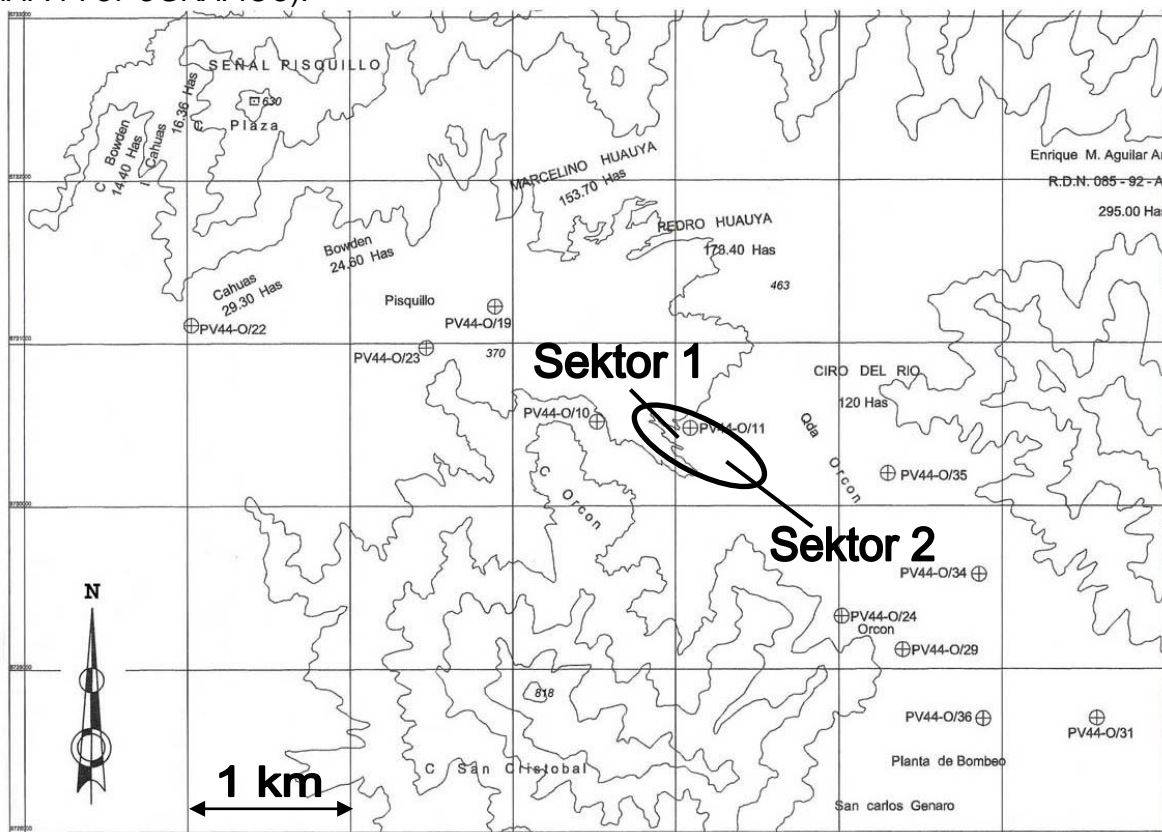 SEÑAL PISQUILLO
630
C Plaza
16.36 Has
I Cahuas
C Bowden
14.40 Has
MARCELINO HUAUYA
153.70 Has
Enrique M. Aguilar
R.D.N. 085 - 92 - A
295.00 Has
PEDRO HUAUYA
178.40 Has
Bowden
24.60 Has
Cahuas
29.30 Has
463
Pisquillo
PV44-O/19
PV44-O/22
PV44-O/23
370
Sektor 1
CIRO DEL RIO
120 Has
PV44-O/10
PV44-O/11
Qda Orcon
PV44-O/35
C Orcon
Sektor 2
PV44-O/34
N
PV44-O/24
Orcon
PV44-O/29
818
PV44-O/36
PV44-O/31
Planta de Bombeo
C San Cristobal
1 km
San carlos Genaro